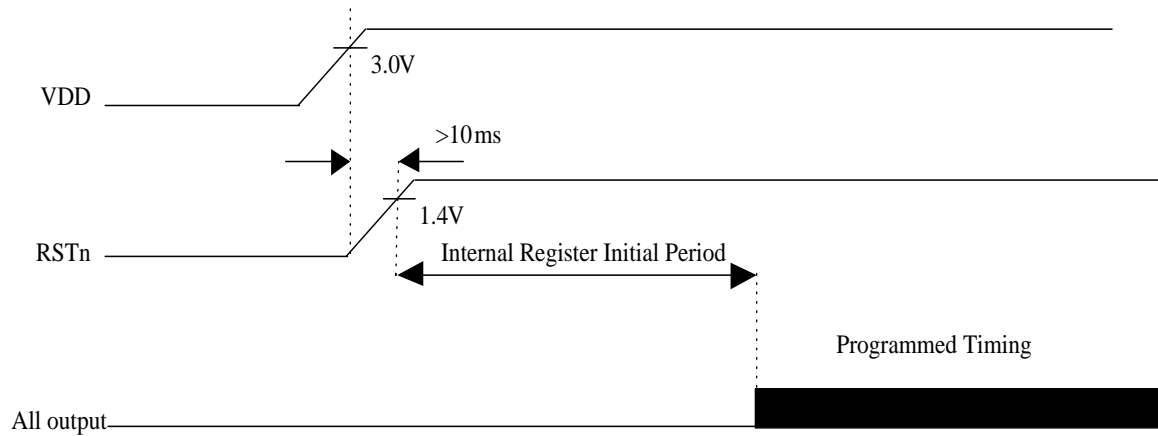 3.0V
VDD
>10ms
1.4V
RSTn
Internal Register Initial Period
Programmed Timing
All output